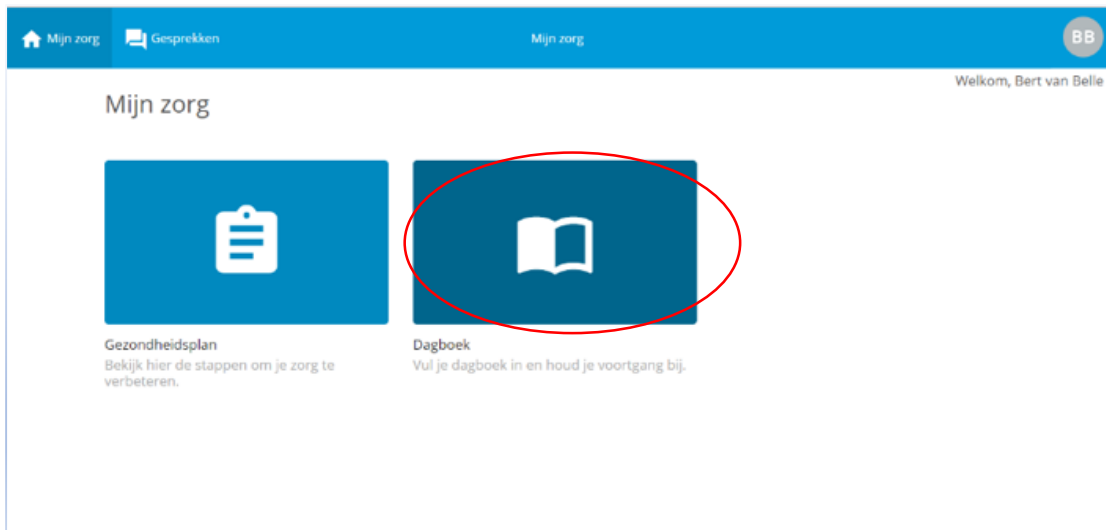 Mijn zorg
Gesprekken
Mijn zorg
BB
Welkom, Bert van Belle
Mijn zorg
Gezondheidsplan
Bekijk hier de stappen om je zorg te
verbeteren.
Dagboek
Vul je dagboek in en houd je voortgang bij.